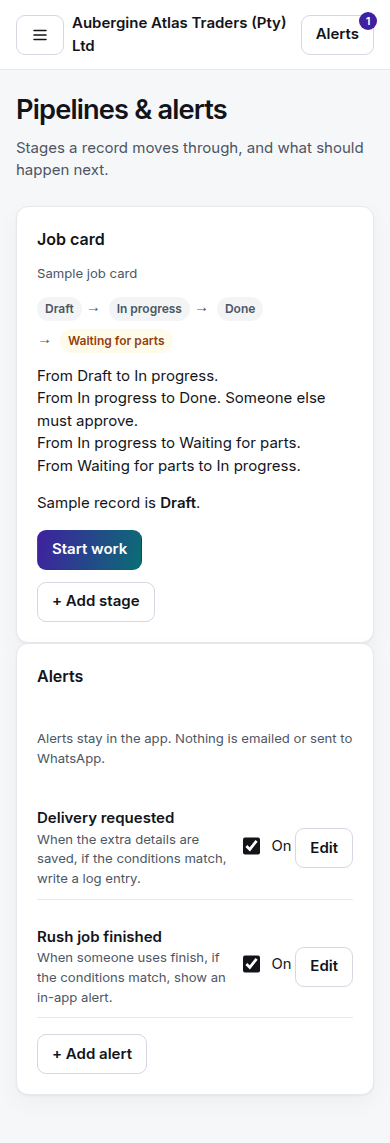 Aubergine Atlas Traders (Pty)
Ltd
Alerts
1
Pipelines & alerts
Stages a record moves through, and what should
happen next.
Job card
Sample job card
Draft → In progress → Done
→ Waiting for parts
From Draft to In progress.
From In progress to Done. Someone else
must approve.
From In progress to Waiting for parts.
From Waiting for parts to In progress.
Sample record is Draft.
Start work
+ Add stage
Alerts
Alerts stay in the app. Nothing is emailed or sent to
WhatsApp.
Delivery requested
When the extra details are
saved, if the conditions match,
write a log entry.
On
Edit
Rush job finished
When someone uses finish, if
the conditions match, show an
in-app alert.
On
Edit
+ Add alert